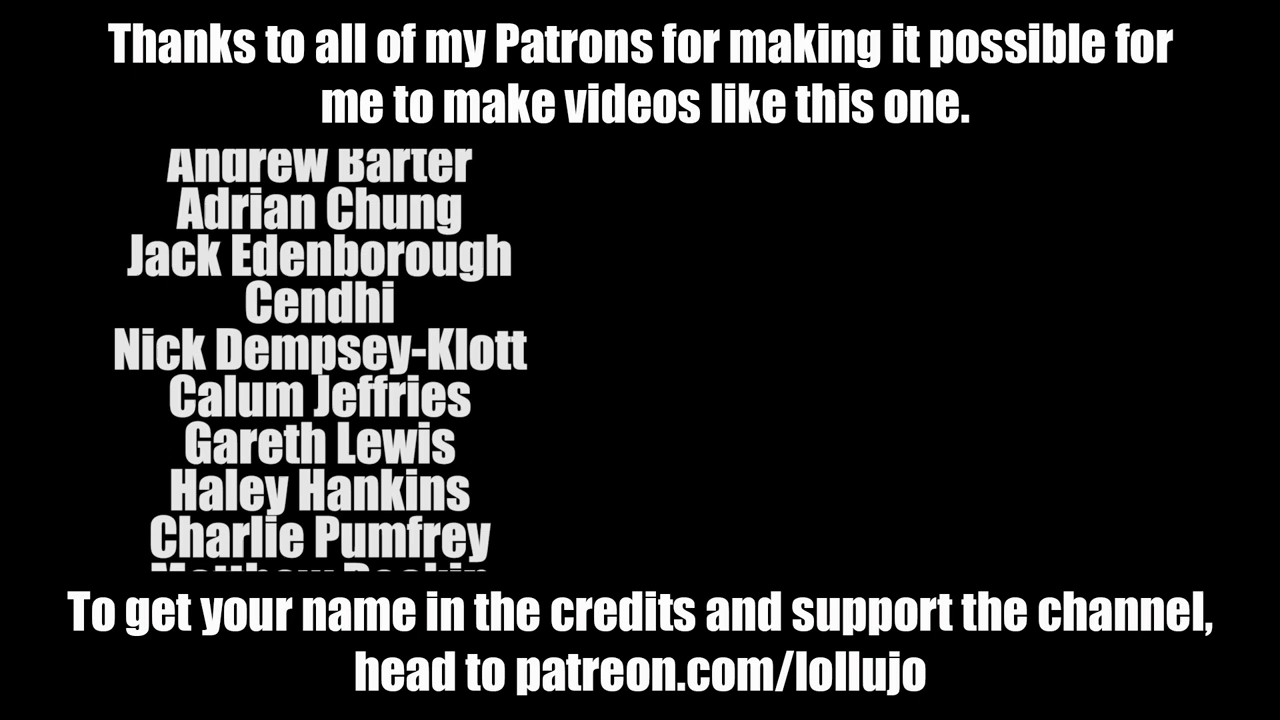 Thanks to all of my Patrons for making it possible for
me to make videos like this one.
Andrew Barter
Adrian Chung
Jack Edenborough
Cendhi
Nick Dempsey-Klott
Calum Jeffries
Gareth Lewis
Haley Hankins
Charlie Pumfrey
Matthew
To get your name in the credits and support the channel,
head to patreon.com/lollujo